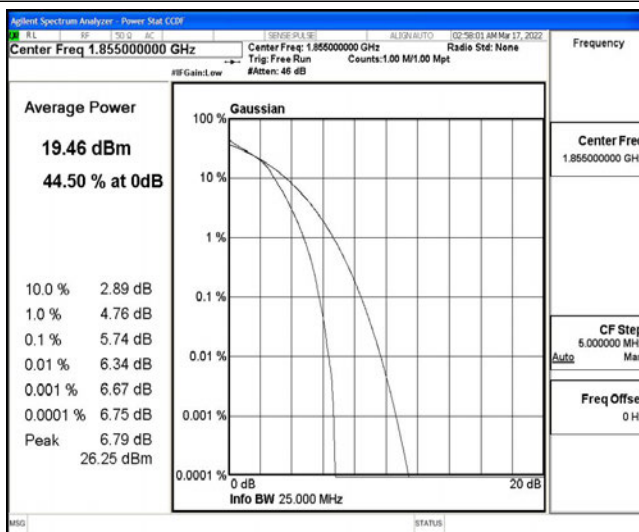 Agilent Spectrum Analyzer - Power Stat CCDF
RL RF 50 Ω AC SENSE:PULSE ALIGN AUTO 02:58:01 AM Mar 17, 2022
Center Freq 1.855000000 GHz
Center Freq: 1.855000000 GHz Radio Std: None
Trig: Free Run Counts:1.00 M/1.00 Mpt
#IFGain:Low #Atten: 46 dB
Frequency
Average Power
19.46 dBm
44.50 % at 0dB
10.0 % 2.89 dB
1.0 % 4.76 dB
0.1 % 5.74 dB
0.01 % 6.34 dB
0.001 % 6.67 dB
0.0001 % 6.75 dB
Peak 6.79 dB
26.25 dBm
Gaussian
100 %
10 %
1 %
0.1 %
0.01 %
0.001 %
0.0001 %
0 dB 20 dB
Info BW 25.000 MHz
Center Fre
1.855000000 GH
CF Step
5.000000 MH
Auto Ma
Freq Offse
0 H
MSG STATUS